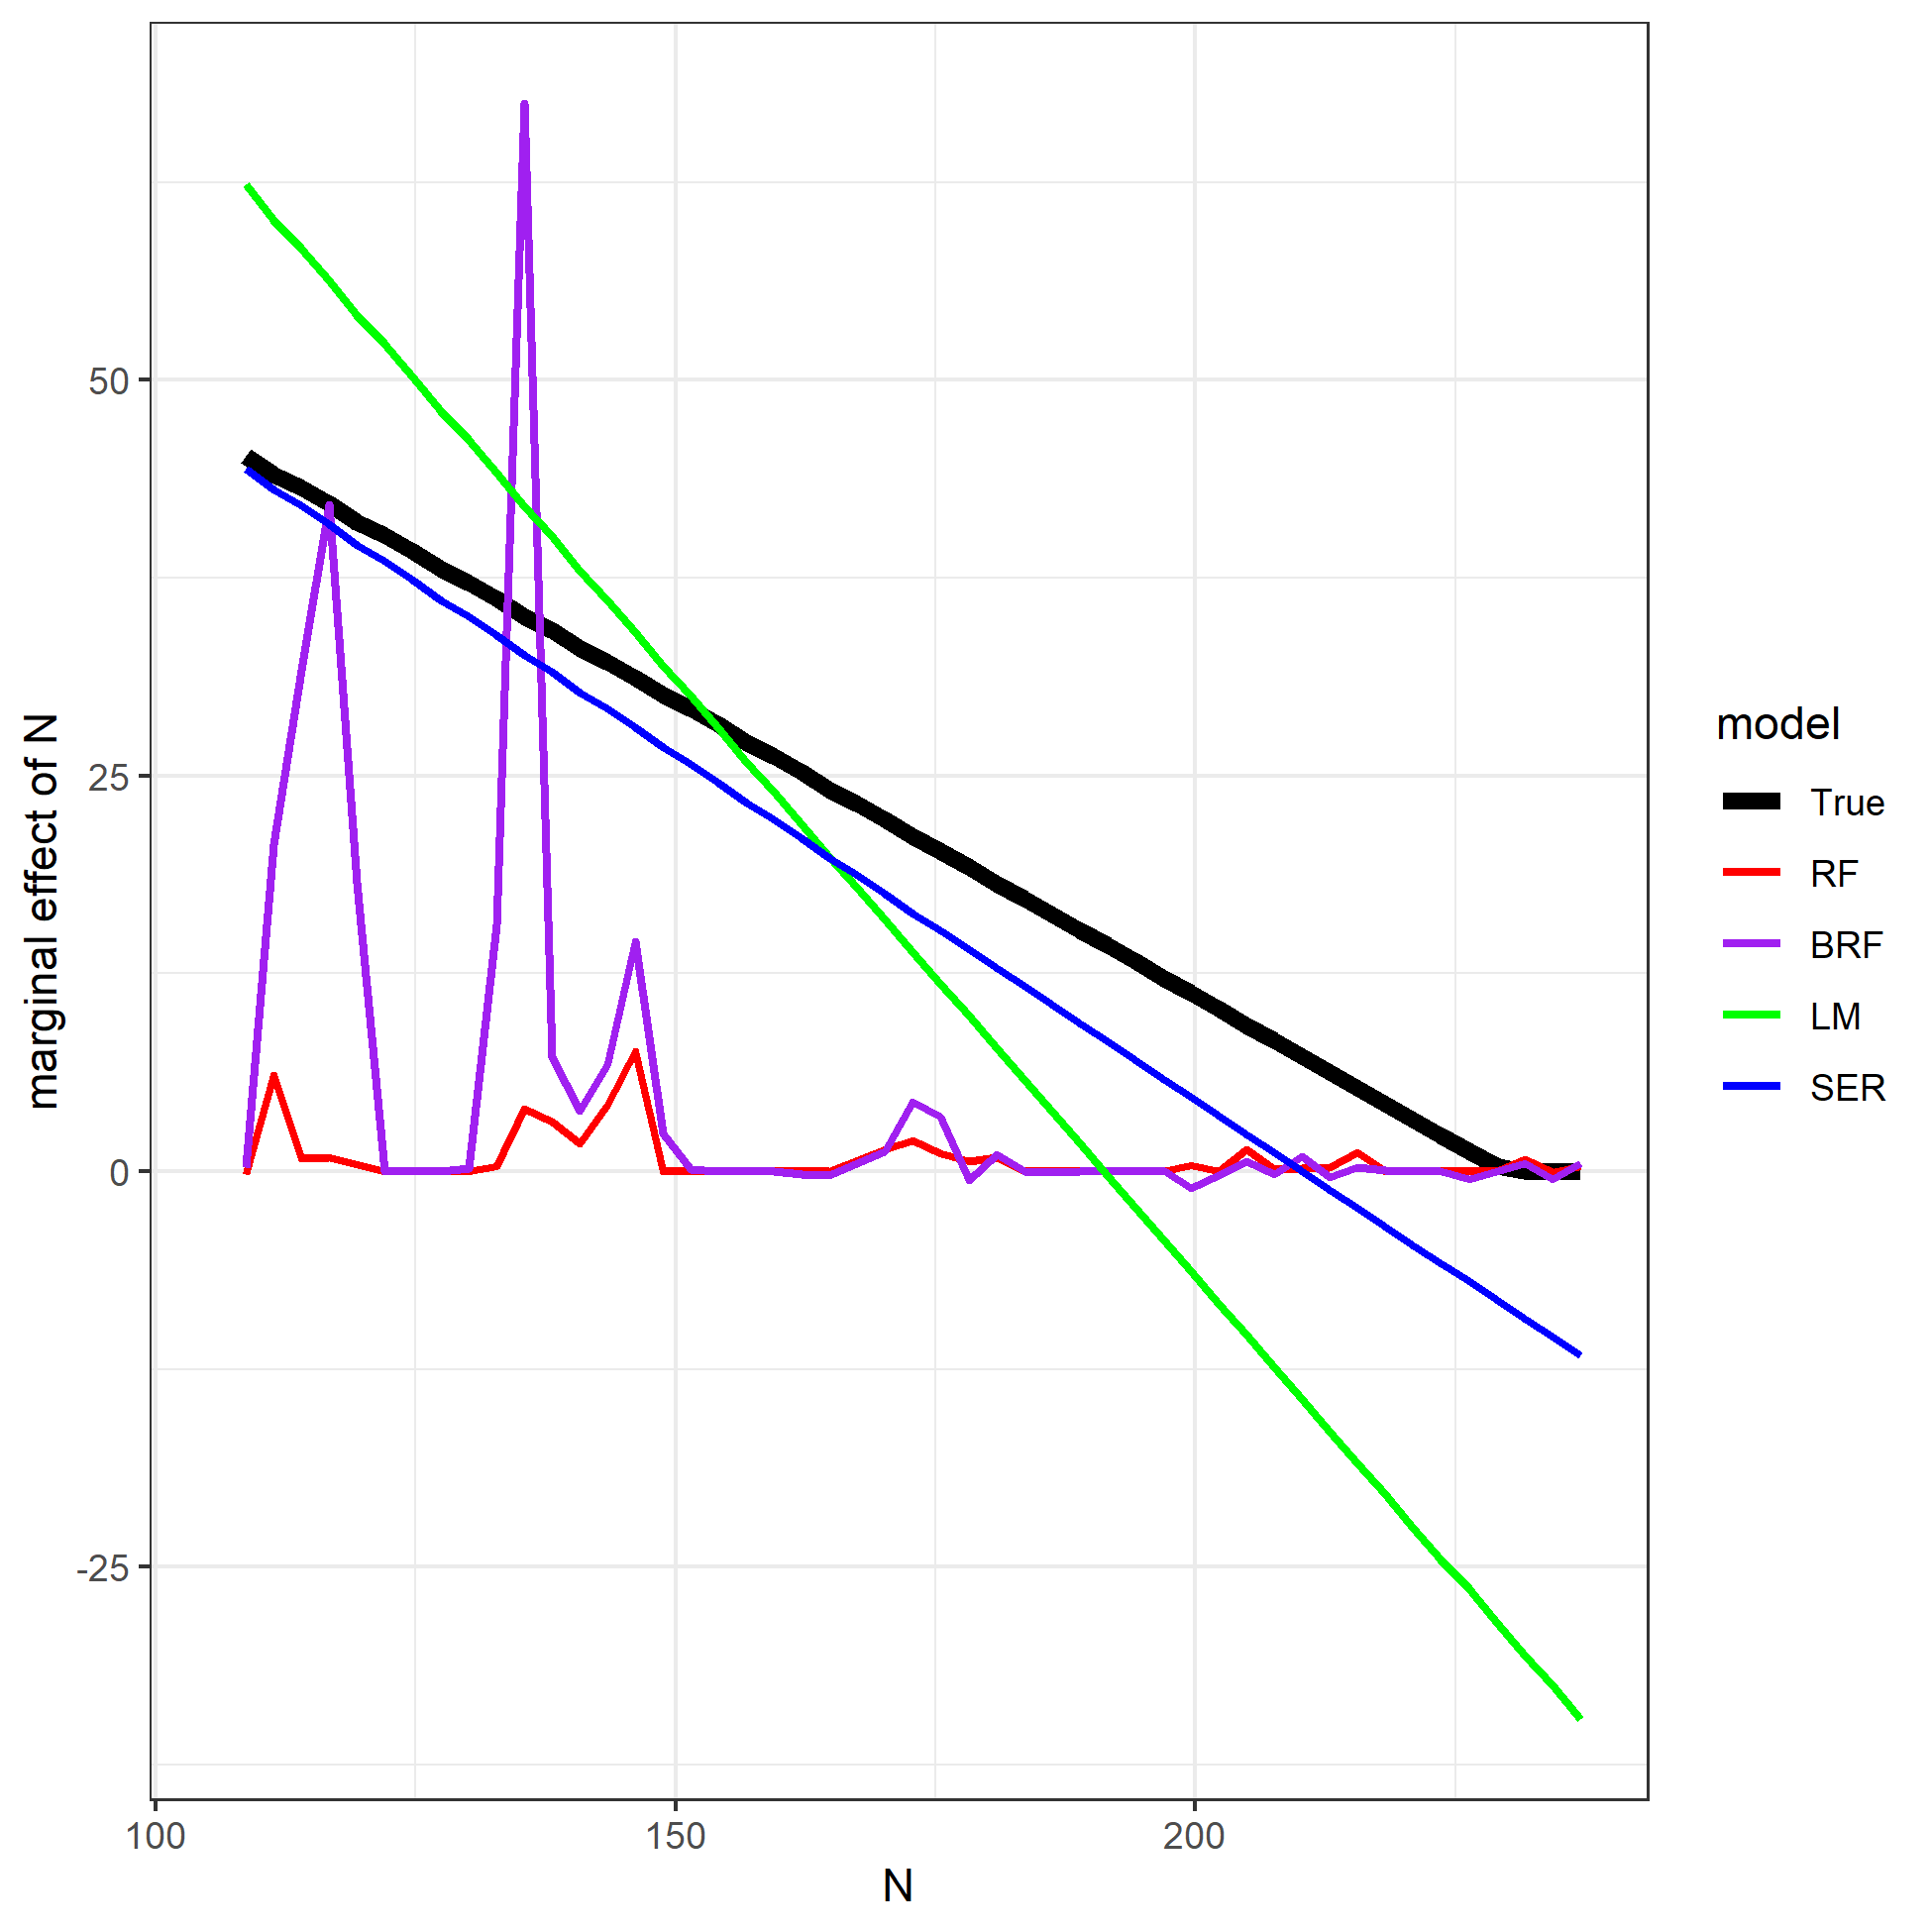 marginal effect of N
50
25
0
-25
100
150
200
N
model
True
RF
BRF
LM
SER